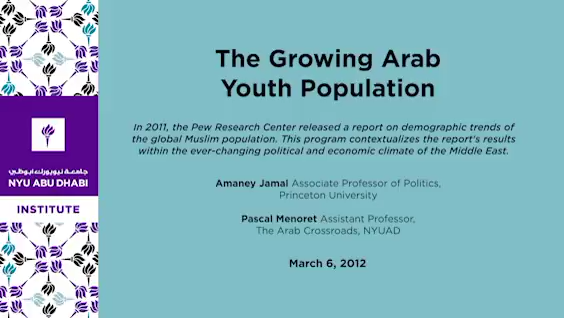 The Growing Arab
Youth Population
In 2011, the Pew Research Center released a report on demographic trends of
the global Muslim population. This program contextualizes the report's results
within the ever-changing political and economic climate of the Middle East.
Amaney Jamal Associate Professor of Politics,
Princeton University
Pascal Menoret Assistant Professor,
The Arab Crossroads, NYUAD
March 6, 2012
جامعة نيويورك أبوظبي
NYU ABU DHABI
INSTITUTE